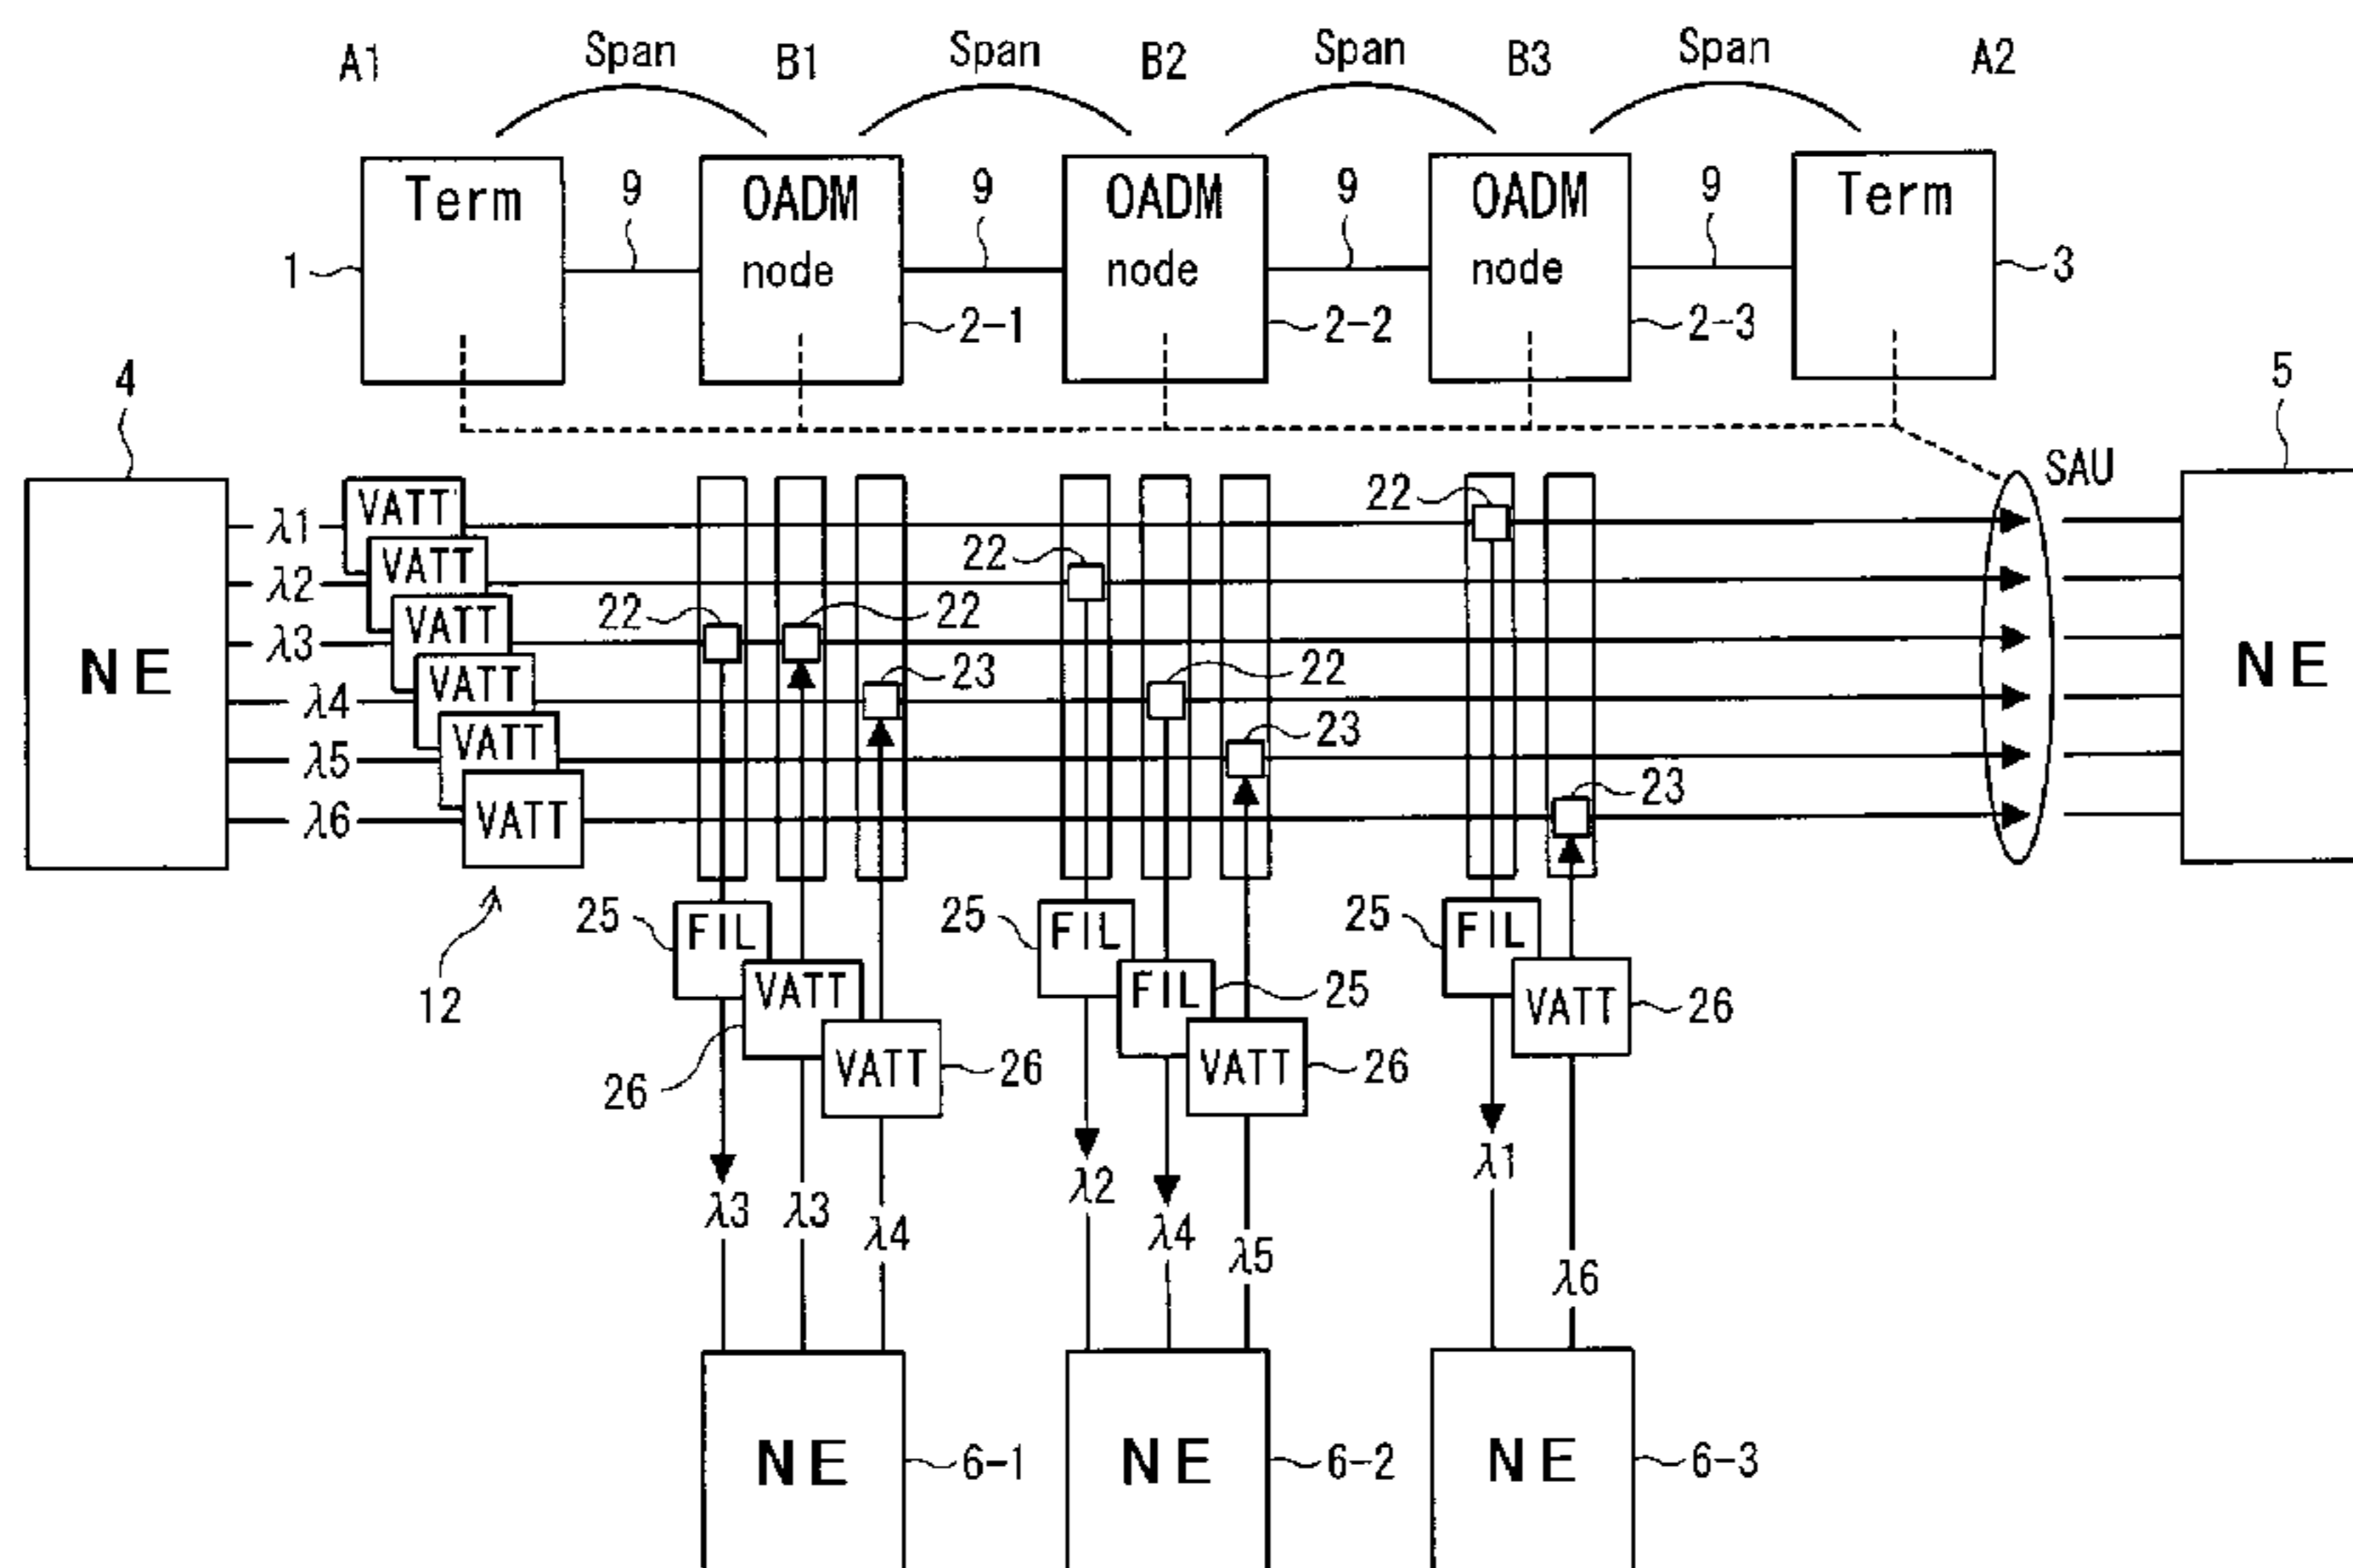 A1 Span B1 Span B2 Span B3 Span A2
Term OADM node OADM node OADM node Term
9 9 9 9
1 2-1 2-2 2-3 3
4 5
SAU
NE NE
λ1 VATT 22
λ2 VATT 22
λ3 VATT 22 22
λ4 VATT 23 22
λ5 VATT 23
λ6 VATT 23
12
25 FIL 25 FIL 25 FIL
VATT FIL 25 VATT 26
26 VATT 26 VATT 26
λ3 λ3 λ4 λ2 λ4 λ5 λ1 λ6
NE 6-1 NE 6-2 NE 6-3